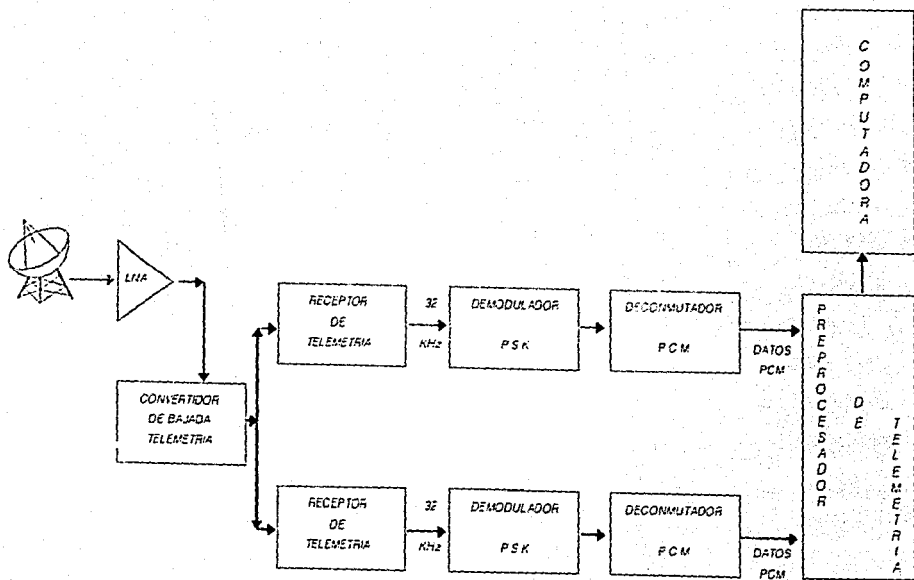 COMPUTADORA
LNA
RECEPTOR
DE
TELEMETRIA
32
KHz
DEMODULADOR
PSK
DECONMUTADOR
PCM
DATOS
PCM
PREPROCESADOR
DE
TELEMETRIA
CONVERTIDOR
DE BAJADA
TELEMETRIA
RECEPTOR
DE
TELEMETRIA
32
KHz
DEMODULADOR
PSK
DECONMUTADOR
PCM
DATOS
PCM